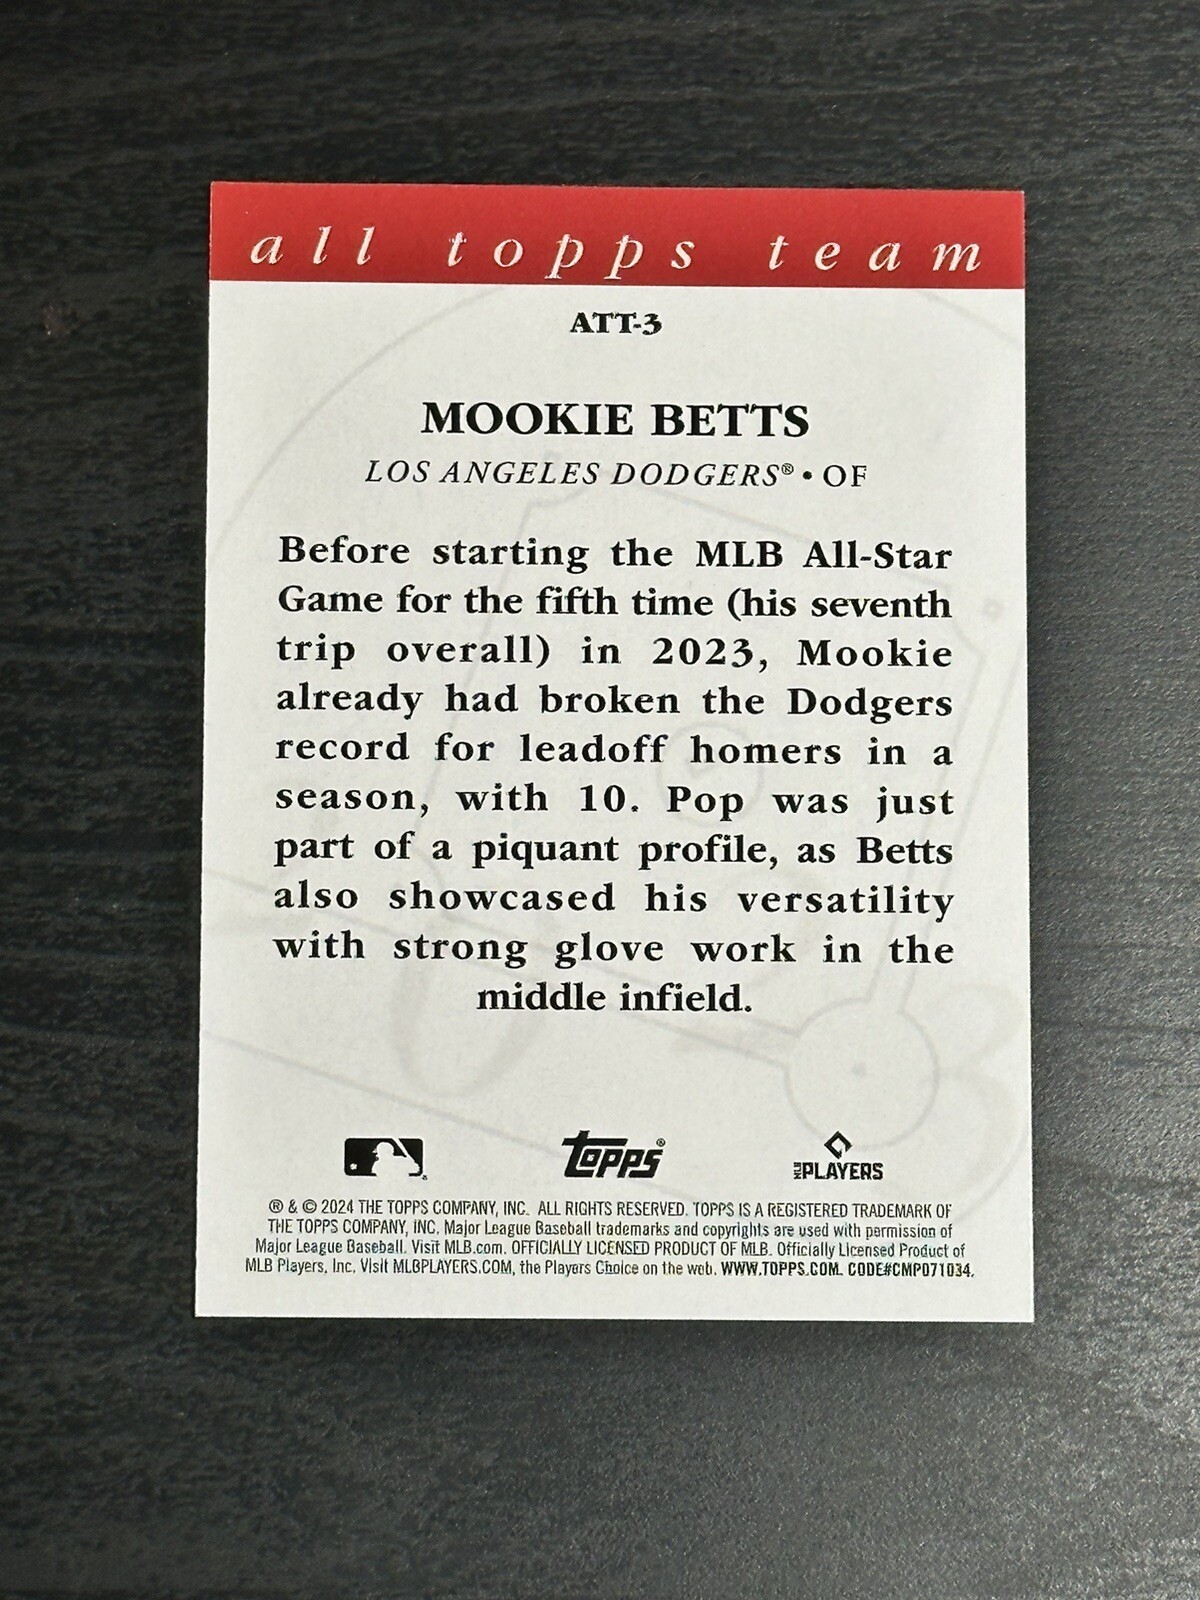 all topps team
ATT-3
MOOKIE BETTS
LOS ANGELES DODGERS® • OF
Before starting the MLB All-Star
Game for the fifth time (his seventh
trip overall) in 2023, Mookie
already had broken the Dodgers
record for leadoff homers in a
season, with 10. Pop was just
part of a piquant profile, as Betts
also showcased his versatility
with strong glove work in the
middle infield.
Topps®
MLB PLAYERS
® & © 2024 THE TOPPS COMPANY, INC. ALL RIGHTS RESERVED. TOPPS IS A REGISTERED TRADEMARK OF
THE TOPPS COMPANY, INC. Major League Baseball trademarks and copyrights are used with permission of
Major League Baseball. Visit MLB.com. OFFICIALLY LICENSED PRODUCT OF MLB. Officially Licensed Product of
MLB Players, Inc. Visit MLBPLAYERS.COM, the Players Choice on the web. WWW.TOPPS.COM. CODE#CMP071034.